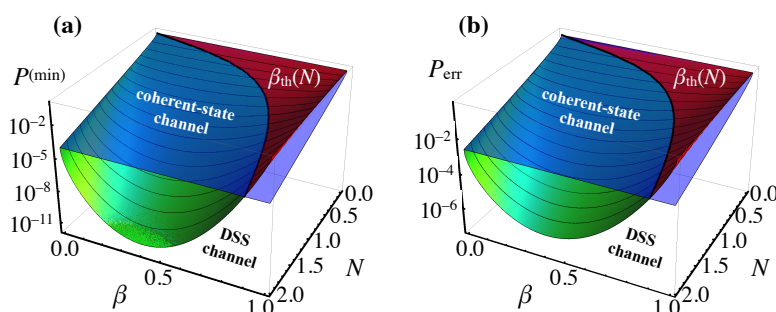 (a)
P(min)
10⁻²
10⁻⁵
10⁻⁸
10⁻¹¹
coherent-state
channel
βth(N)
DSS
channel
0.0
0.5
1.0
β
0.0
0.5
1.0
1.5
2.0
N
(b)
Perr
10⁻²
10⁻⁴
10⁻⁶
coherent-state
channel
βth(N)
DSS
channel
0.0
0.5
1.0
β
0.0
0.5
1.0
1.5
2.0
N